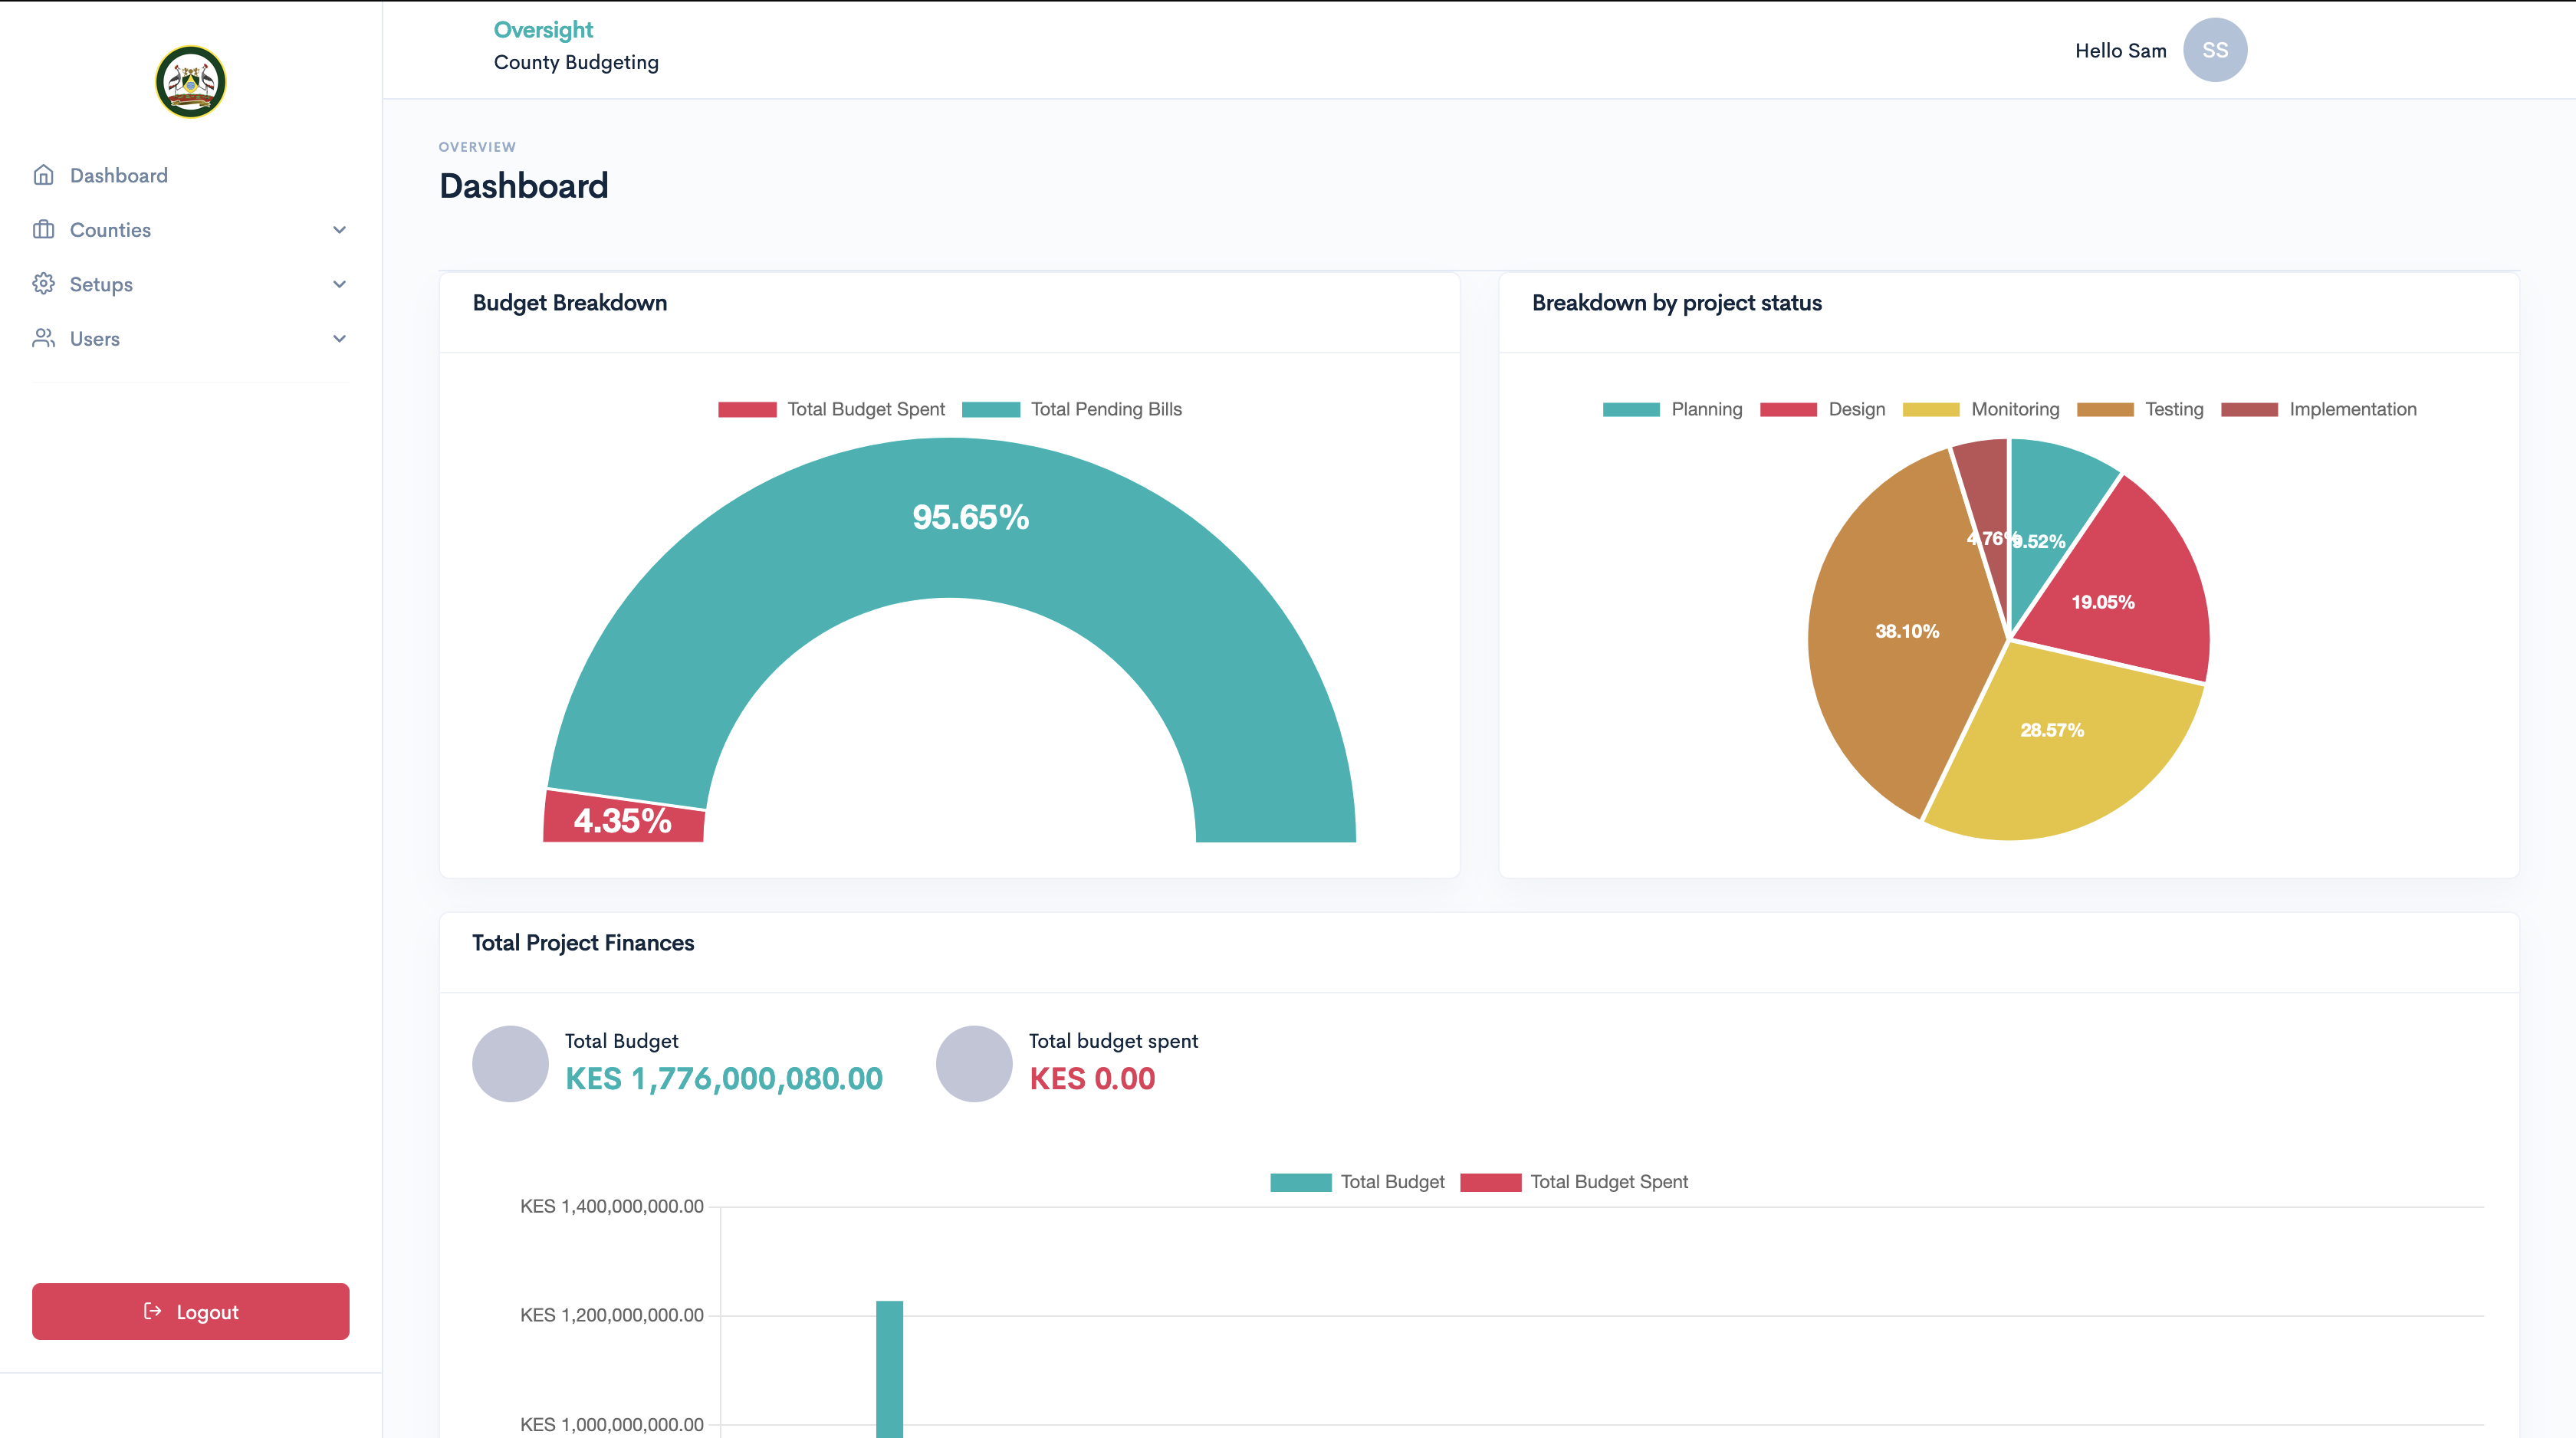 Oversight
County Budgeting
Hello Sam
SS
Dashboard
Counties
Setups
Users
Logout
OVERVIEW
Dashboard
Budget Breakdown
Total Budget Spent
Total Pending Bills
95.65%
4.35%
Breakdown by project status
Planning
Design
Monitoring
Testing
Implementation
4.76%
9.52%
19.05%
38.10%
28.57%
Total Project Finances
Total Budget
KES 1,776,000,080.00
Total budget spent
KES 0.00
Total Budget
Total Budget Spent
KES 1,400,000,000.00
KES 1,200,000,000.00
KES 1,000,000,000.00